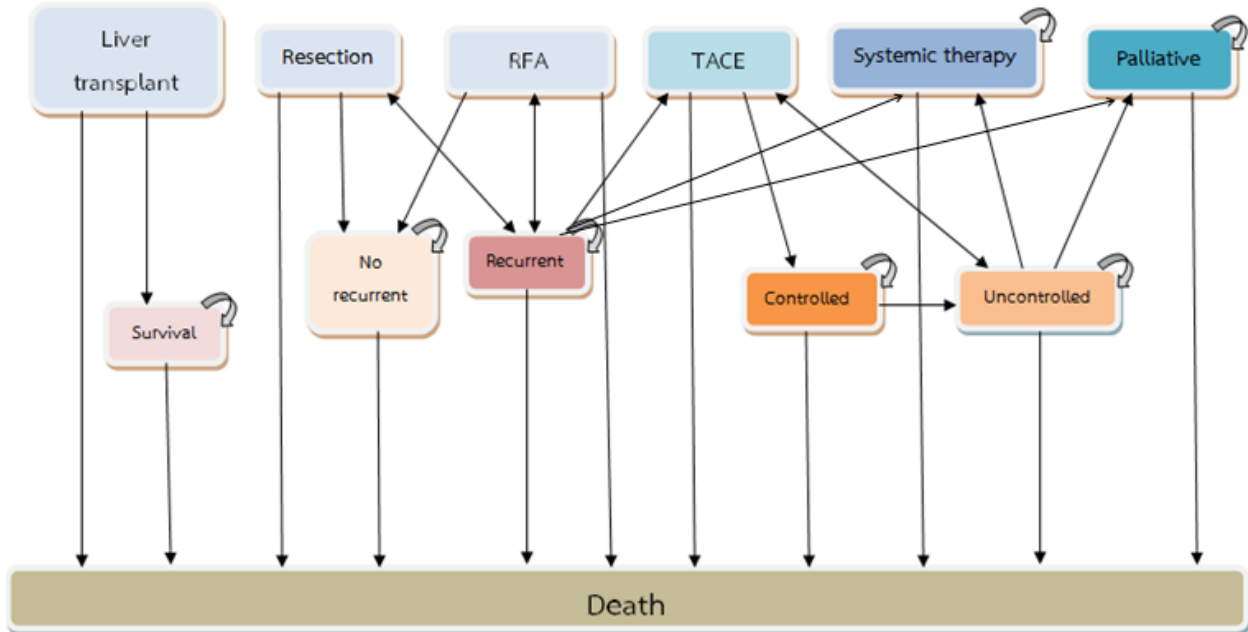 Liver
transplant
Resection
RFA
TACE
Systemic therapy
Palliative
No
recurrent
Recurrent
Survival
Controlled
Uncontrolled
Death